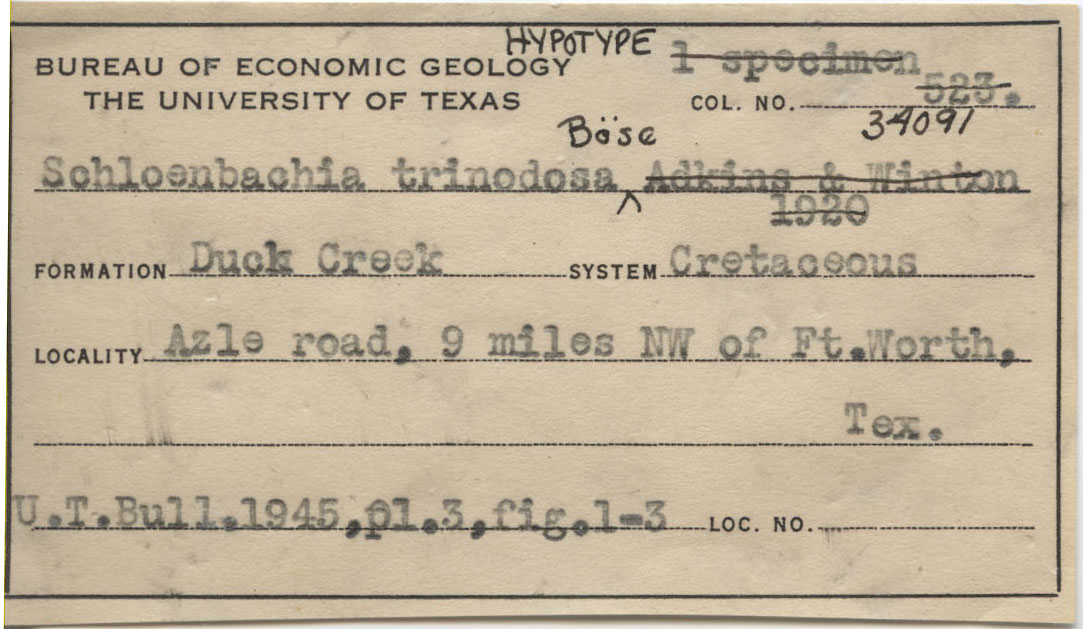 HYPOTYPE 1 specimen
BUREAU OF ECONOMIC GEOLOGY
THE UNIVERSITY OF TEXAS COL. NO. 523.
Böse 34091
Schloenbachia trinodosa ^ Adkins & Winton
1920
FORMATION Duck Creek SYSTEM Cretaceous
LOCALITY Azle road, 9 miles NW of Ft.Worth,
Tex.
U.T.Bull.1945,pl.3,fig.1-3 LOC. NO.